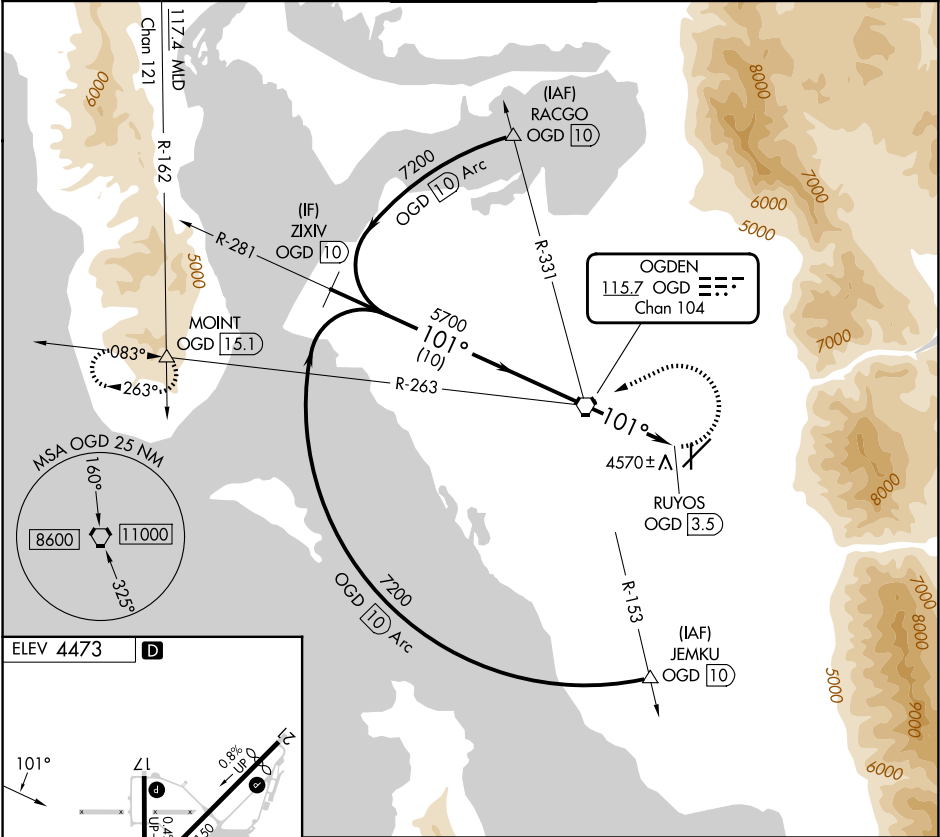 117.4 MLD
Chan 121
R-162
6000
5000
(IAF)
RACGO
OGD 10
7200
OGD 10 Arc
(IF)
ZIXIV
OGD 10
R-281
R-331
8000
7000
6000
5000
7000
OGDEN
115.7 OGD
Chan 104
MOINT
OGD 15.1
083°
263°
5700
101°
(10)
R-263
101°
4570±
RUYOS
OGD 3.5
8000
MSA OGD 25 NM
160°
8600
11000
325°
7200
OGD 10 Arc
R-153
(IAF)
JEMKU
OGD 10
7000
8000
5000
9000
6000
ELEV 4473
D
101°
17
21
0.8%
UP
P
P
UP